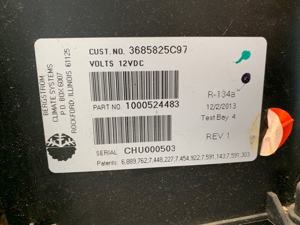 BERGSTROM
CLIMATE SYSTEMS
P.O. BOX 6007
ROCKFORD, ILLINOIS 61125
CUST. NO. 3685825C97
VOLTS 12VDC
PART NO. 1000524483
SERIAL CHU000503
R-134a
12/2/2013
Test Bay 4
REV 1
Patents: 6,889,762;7,448,227;7,454,922;7,591,143;7,591,303